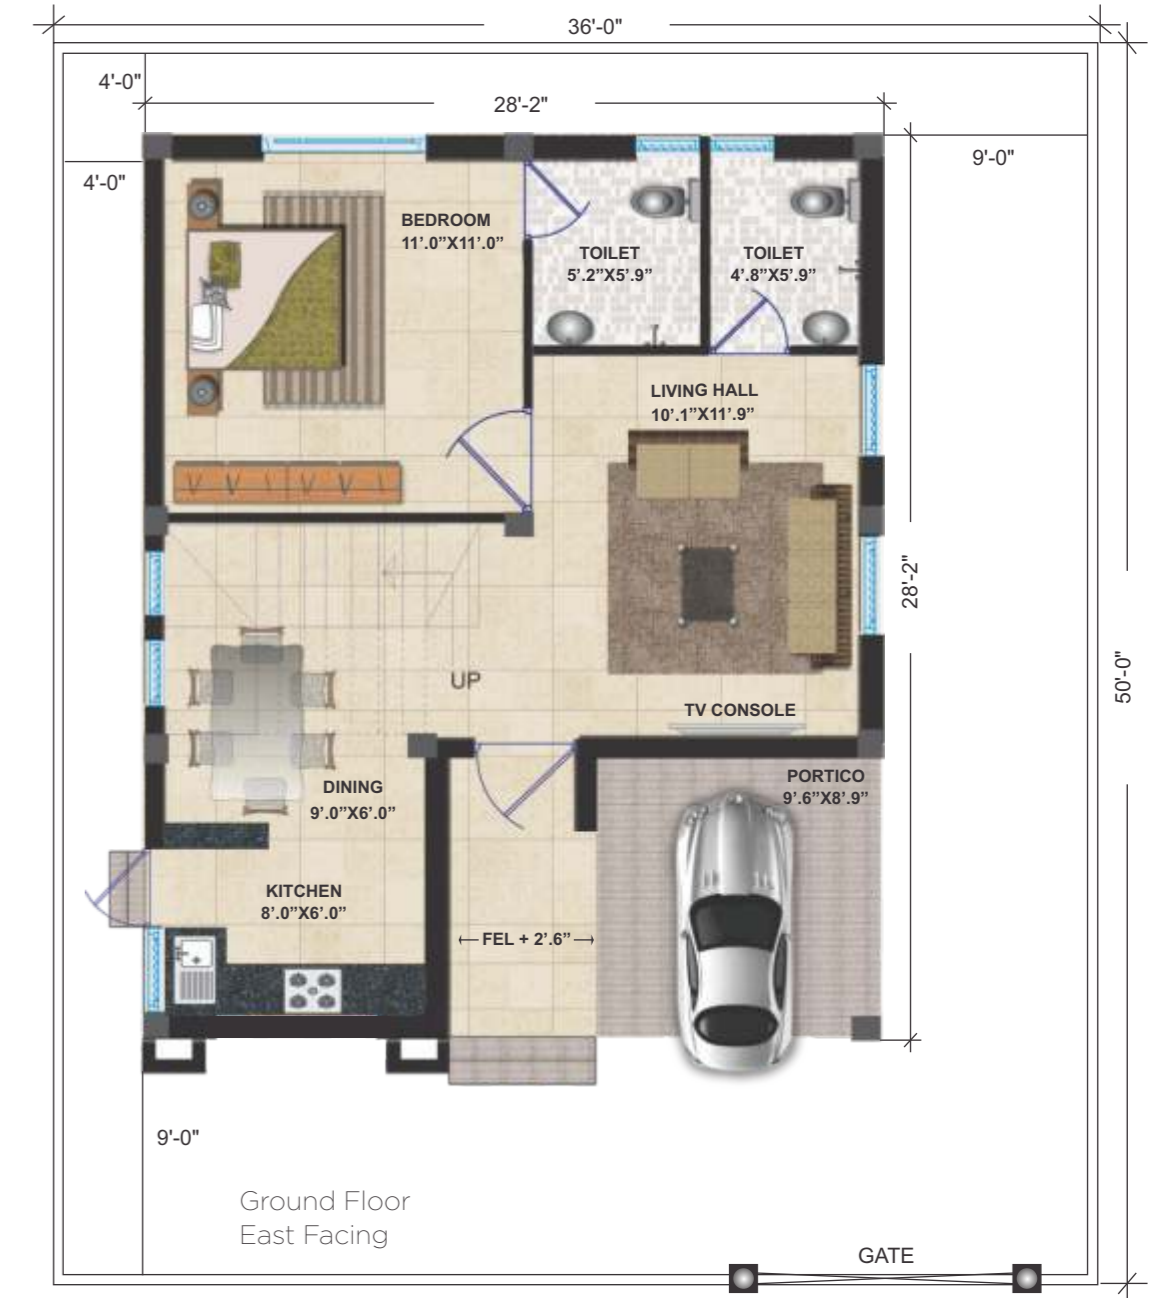 36'-0"
4'-0"
28'-2"
9'-0"
4'-0"
BEDROOM
11’.0”X11’.0”
TOILET
5’.2”X5’.9”
TOILET
4’.8”X5’.9”
LIVING HALL
10’.1”X11’.9”
28'-2"
50'-0"
UP
TV CONSOLE
PORTICO
9’.6”X8’.9”
DINING
9’.0”X6’.0”
KITCHEN
8’.0”X6’.0”
FEL + 2’.6”
9'-0"
Ground Floor
East Facing
GATE